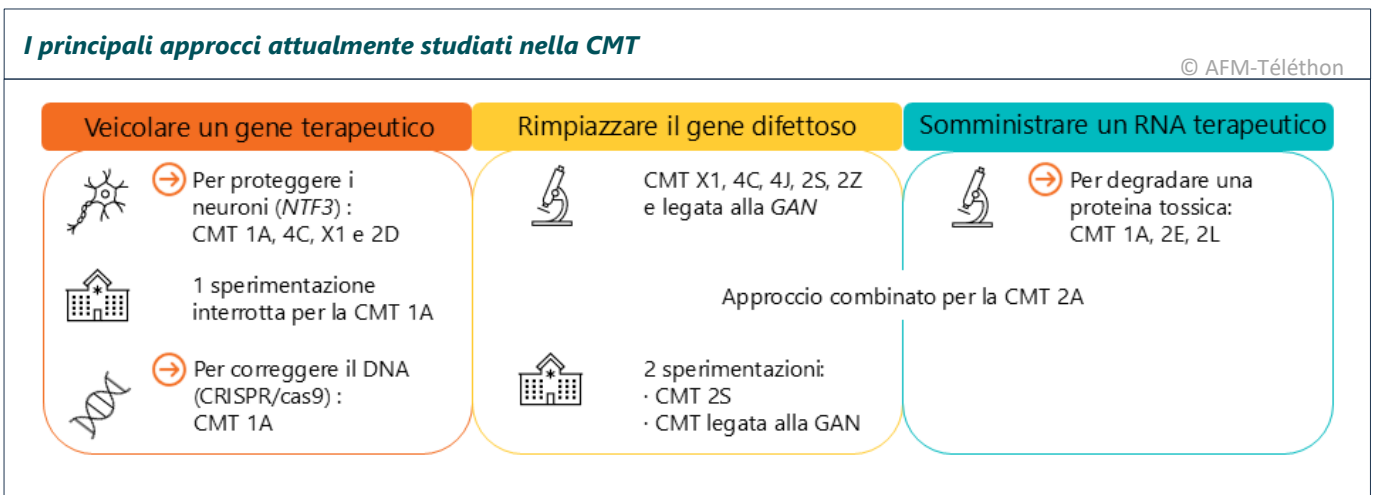 I principali approcci attualmente studiati nella CMT
© AFM-Téléthon
Veicolare un gene terapeutico
Per proteggere i
neuroni (NTF3) :
CMT 1A, 4C, X1 e 2D
1 sperimentazione
interrotta per la CMT 1A
Per correggere il DNA
(CRISPR/cas9) :
CMT 1A
Rimpiazzare il gene difettoso
CMT X1, 4C, 4J, 2S, 2Z
e legata alla GAN
Approccio combinato per la CMT 2A
2 sperimentazioni:
· CMT 2S
· CMT legata alla GAN
Somministrare un RNA terapeutico
Per degradare una
proteina tossica:
CMT 1A, 2E, 2L